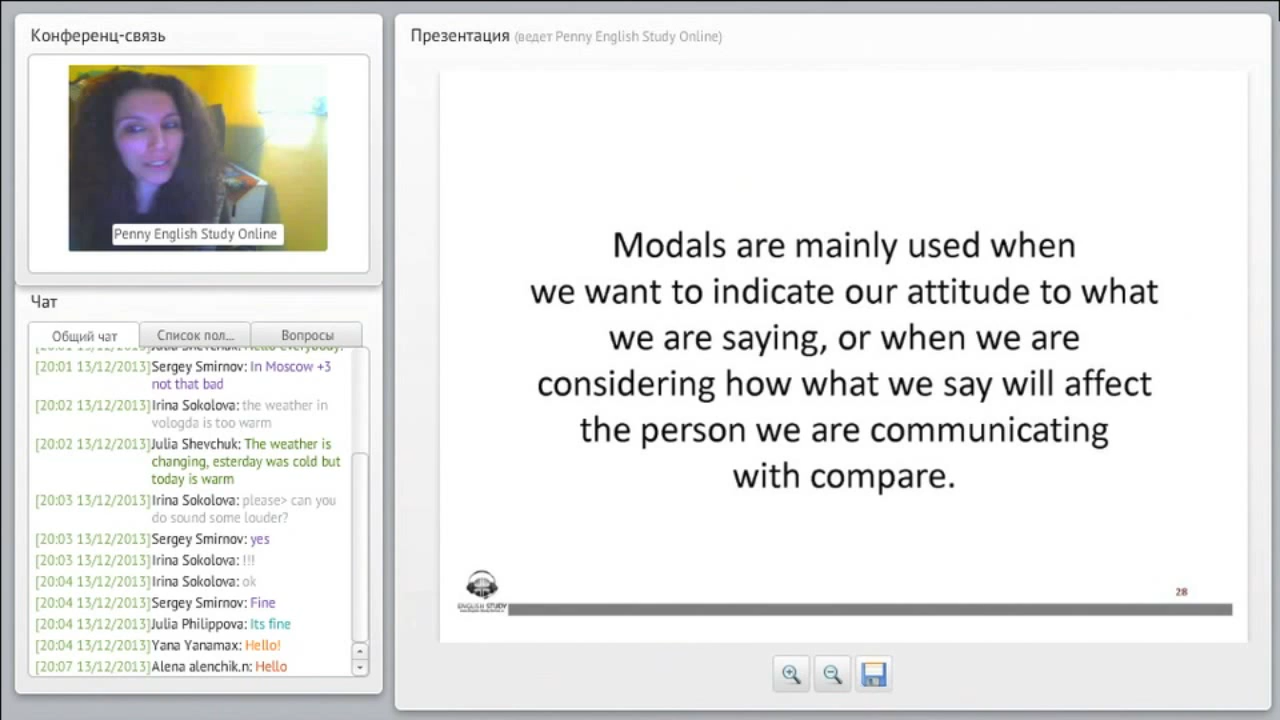 Конференц-связь
Penny English Study Online
Чат
Общий чат
Список пол...
Вопросы
Julia Shevchuk: Hello everybody!
[20:01 13/12/2013]Sergey Smirnov: In Moscow +3
not that bad
[20:02 13/12/2013]Irina Sokolova: the weather in
vologda is too warm
[20:02 13/12/2013]Julia Shevchuk: The weather is
changing, esterday was cold but
today is warm
[20:03 13/12/2013]Irina Sokolova: please> can you
do sound some louder?
[20:03 13/12/2013]Sergey Smirnov: yes
[20:03 13/12/2013]Irina Sokolova: !!!
[20:04 13/12/2013]Irina Sokolova: ok
[20:04 13/12/2013]Sergey Smirnov: Fine
[20:04 13/12/2013]Julia Philippova: Its fine
[20:04 13/12/2013]Yana Yanamax: Hello!
[20:07 13/12/2013]Alena alenchik.n: Hello
Презентация (ведет Penny English Study Online)
Modals are mainly used when
we want to indicate our attitude to what
we are saying, or when we are
considering how what we say will affect
the person we are communicating
with compare.
ENGLISH STUDY
28